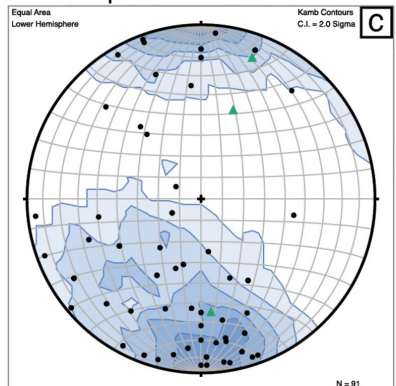 Equal Area
Lower Hemisphere
Kamb Contours
C.I. = 2.0 Sigma
C
N = 91